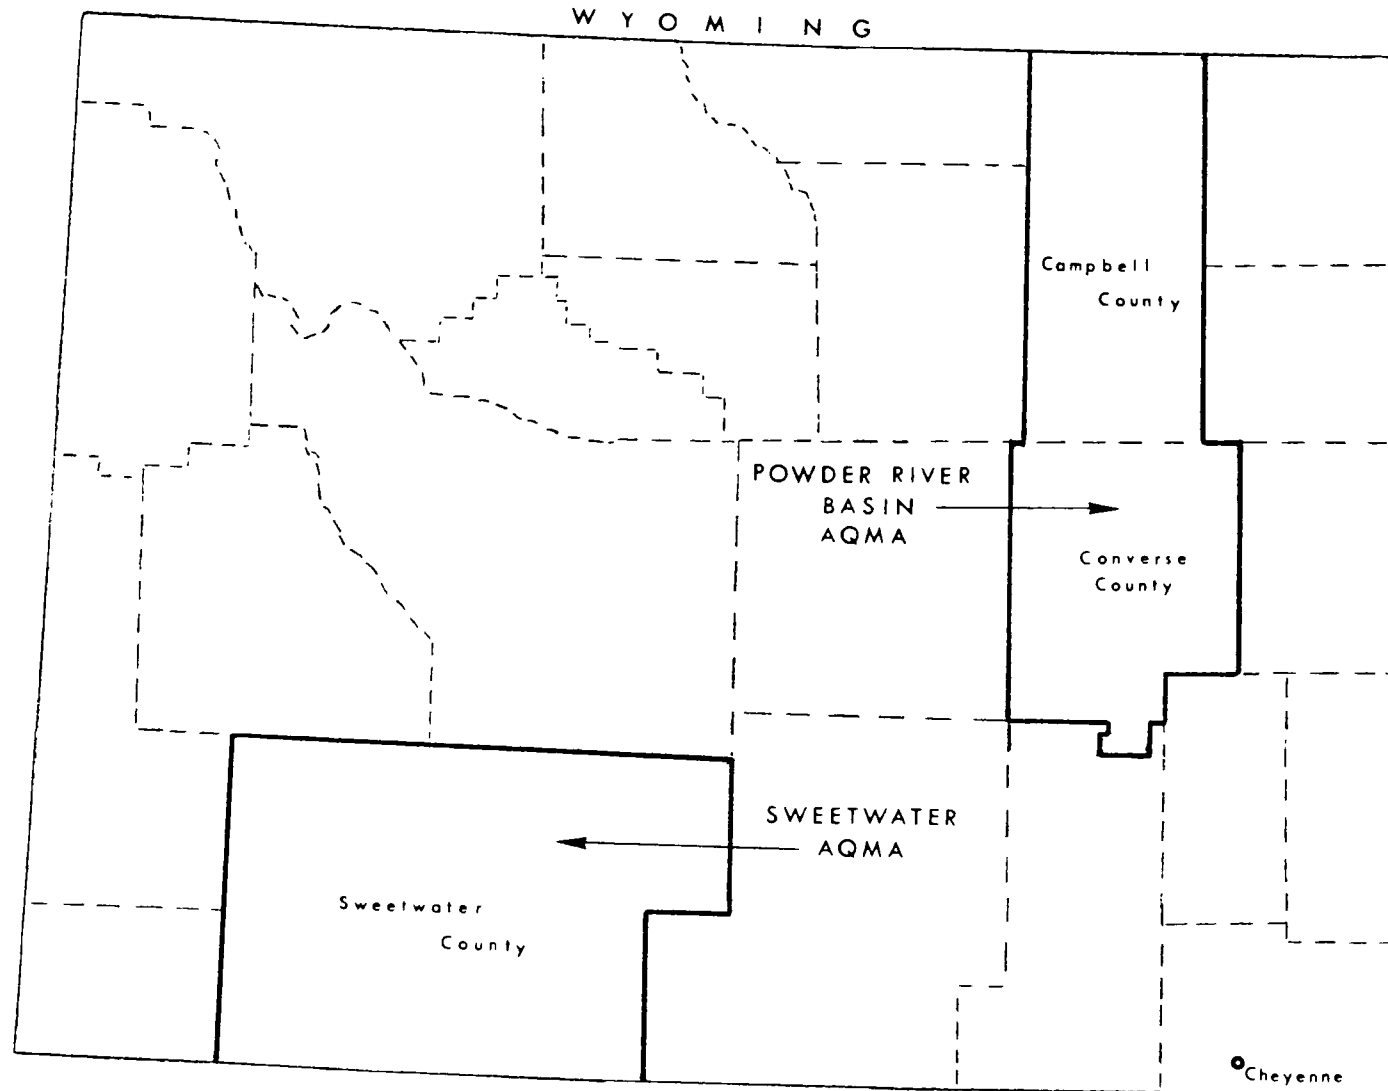 WYOMING
Campbell
County
POWDER RIVER
BASIN
AQMA
Converse
County
SWEETWATER
AQMA
Sweetwater
County
Cheyenne